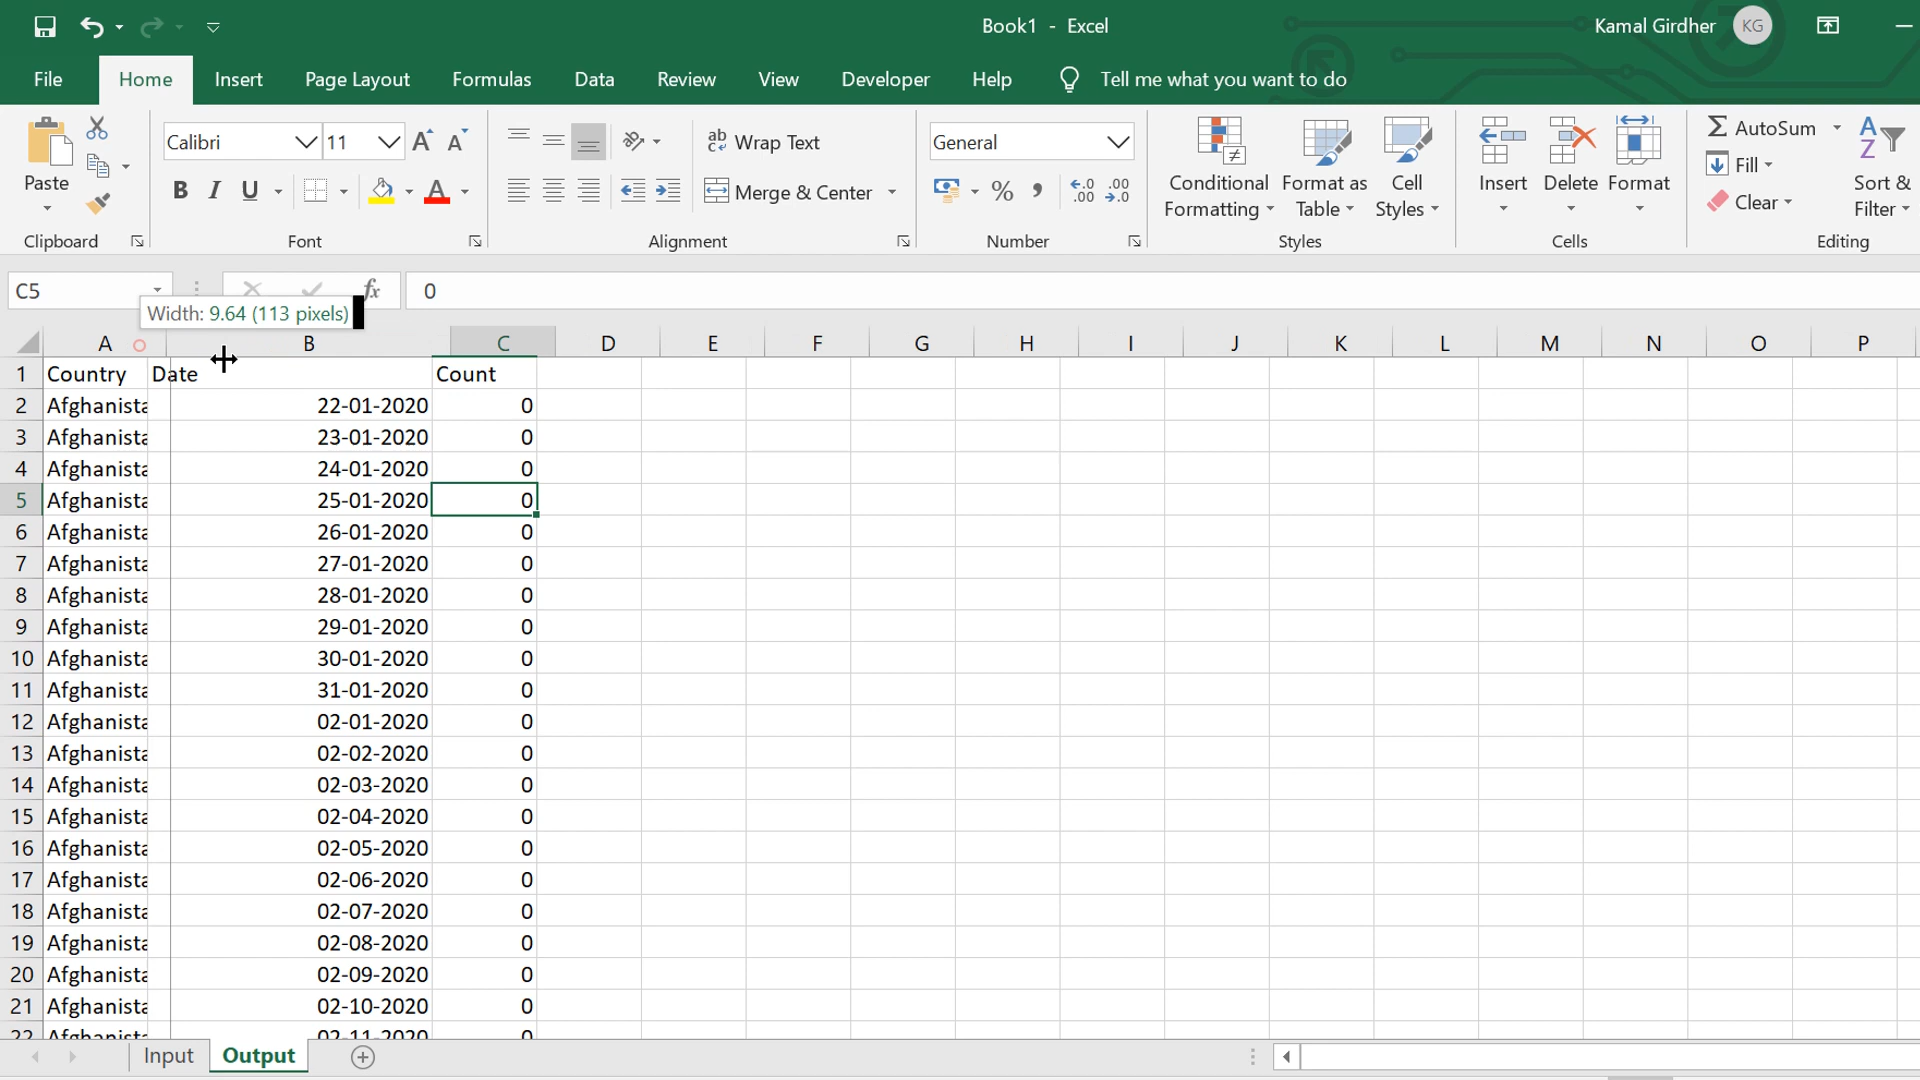 Book1 - Excel
Kamal Girdher KG
File Home Insert Page Layout Formulas Data Review View Developer Help Tell me what you want to do
Calibri 11 A A ab Wrap Text General AutoSum
Paste B I U A Merge & Center % Conditional Formatting Format as Table Cell Styles Insert Delete Format Fill Clear Sort & Filter
Clipboard Font Alignment Number Styles Cells Editing
C5 fx 0
Width: 9.64 (113 pixels)
A B C D E F G H I J K L M N O P
1 Country Date Count
2 Afghanista 22-01-2020 0
3 Afghanista 23-01-2020 0
4 Afghanista 24-01-2020 0
5 Afghanista 25-01-2020 0
6 Afghanista 26-01-2020 0
7 Afghanista 27-01-2020 0
8 Afghanista 28-01-2020 0
9 Afghanista 29-01-2020 0
10 Afghanista 30-01-2020 0
11 Afghanista 31-01-2020 0
12 Afghanista 02-01-2020 0
13 Afghanista 02-02-2020 0
14 Afghanista 02-03-2020 0
15 Afghanista 02-04-2020 0
16 Afghanista 02-05-2020 0
17 Afghanista 02-06-2020 0
18 Afghanista 02-07-2020 0
19 Afghanista 02-08-2020 0
20 Afghanista 02-09-2020 0
21 Afghanista 02-10-2020 0
22 Afghanista 02-11-2020 0
Input Output